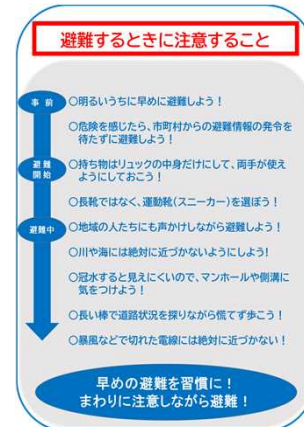 避難するときに注意すること
事 前
○明るいうちに早めに避難しよう！
○危険を感じたら、市町村からの避難情報の発令を
待たずに避難しよう！
避 難
開 始
○持ち物はリュックの中身だけにして、両手が使え
ようにしておこう！
○長靴ではなく、運動靴(スニーカー)を選ぼう！
避難中
○地域の人たちにも声かけしながら避難しよう！
○川や海には絶対に近づかないようにしよう！
○冠水すると見えにくいので、マンホールや側溝に
気をつけよう！
○長い棒で道路状況を探りながら慌てず歩こう！
○暴風などで切れた電線には絶対に近づかない！
早めの避難を習慣に！
まわりに注意しながら避難！